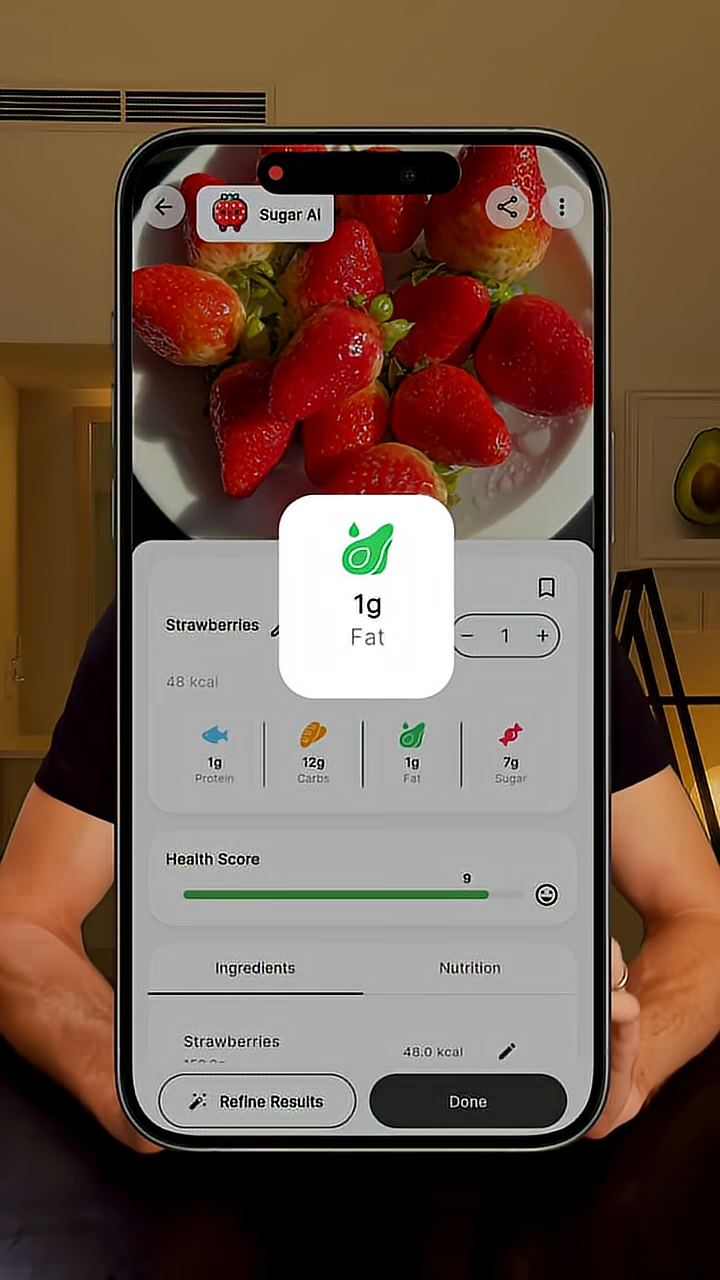 Sugar AI
1g
Fat
Strawberries
− 1 +
48 kcal
1g 12g 1g 7g
Protein Carbs Fat Sugar
Health Score
9
Ingredients Nutrition
Strawberries
48.0 kcal
Refine Results Done